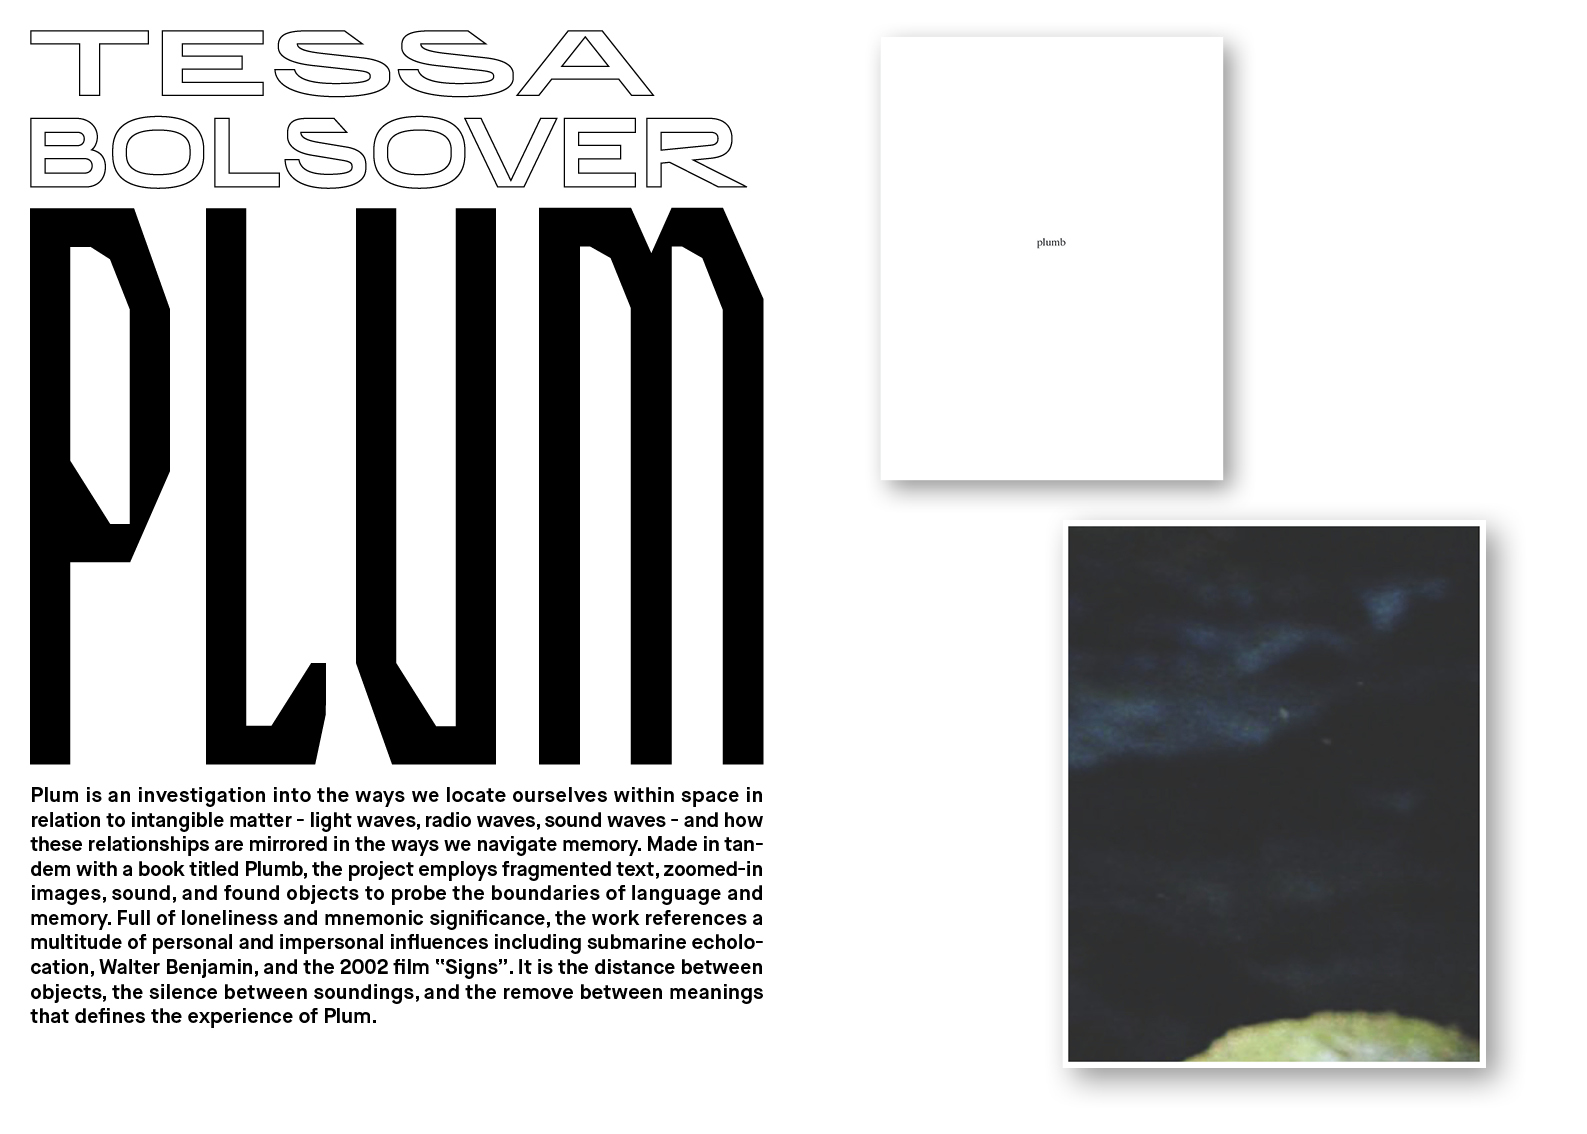 TESSA
BOLSOVER
PLUM
Plum is an investigation into the ways we locate ourselves within space in
relation to intangible matter - light waves, radio waves, sound waves - and how
these relationships are mirrored in the ways we navigate memory. Made in tan-
dem with a book titled Plumb, the project employs fragmented text, zoomed-in
images, sound, and found objects to probe the boundaries of language and
memory. Full of loneliness and mnemonic significance, the work references a
multitude of personal and impersonal influences including submarine echolo-
cation, Walter Benjamin, and the 2002 film “Signs”. It is the distance between
objects, the silence between soundings, and the remove between meanings
that defines the experience of Plum.
plumb